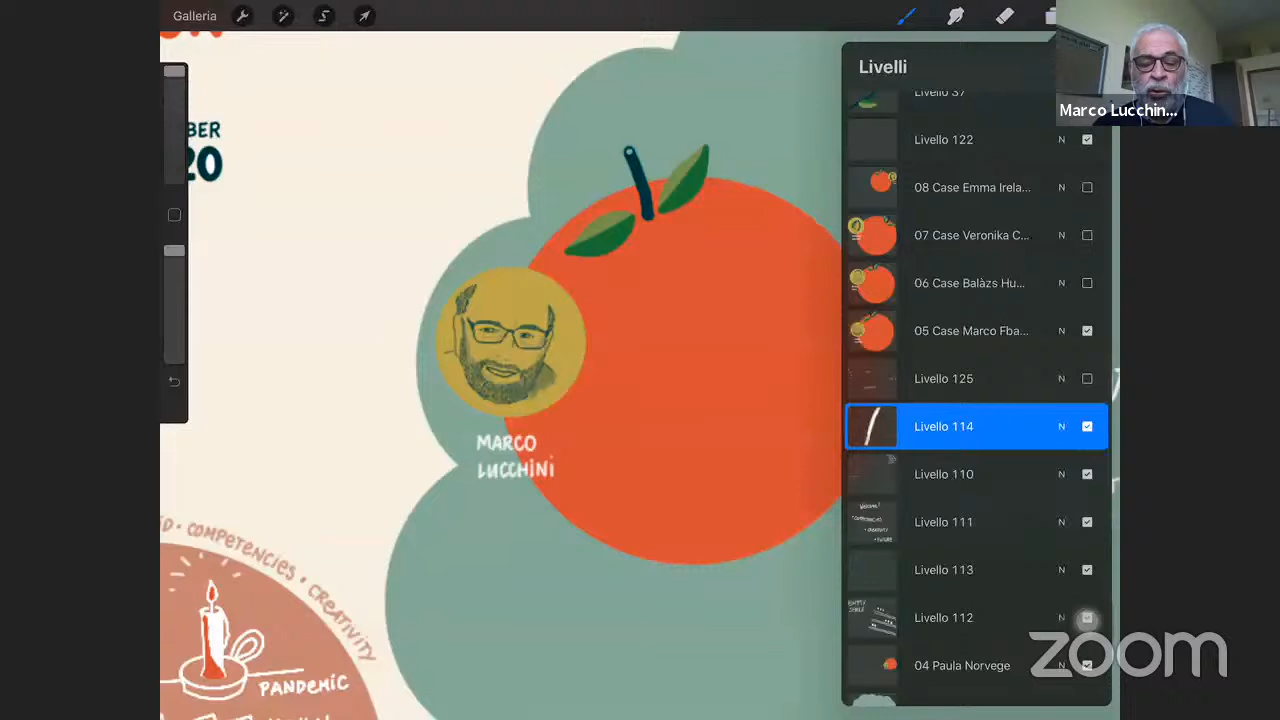 Galleria
Livelli
Marco Lucchin...
BER
20
Livello 37
Livello 122 N
08 Case Emma Irela... N
07 Case Veronika C... N
06 Case Balàzs Hu... N
05 Case Marco Fba... N
Livello 125 N
Livello 114 N
Livello 110 N
Livello 111 N
Livello 113 N
Livello 112 N
04 Paula Norvege
MARCO
LUCCHINI
• COMPETENCIES • CREATIVITY
PANDEMIC
zoom